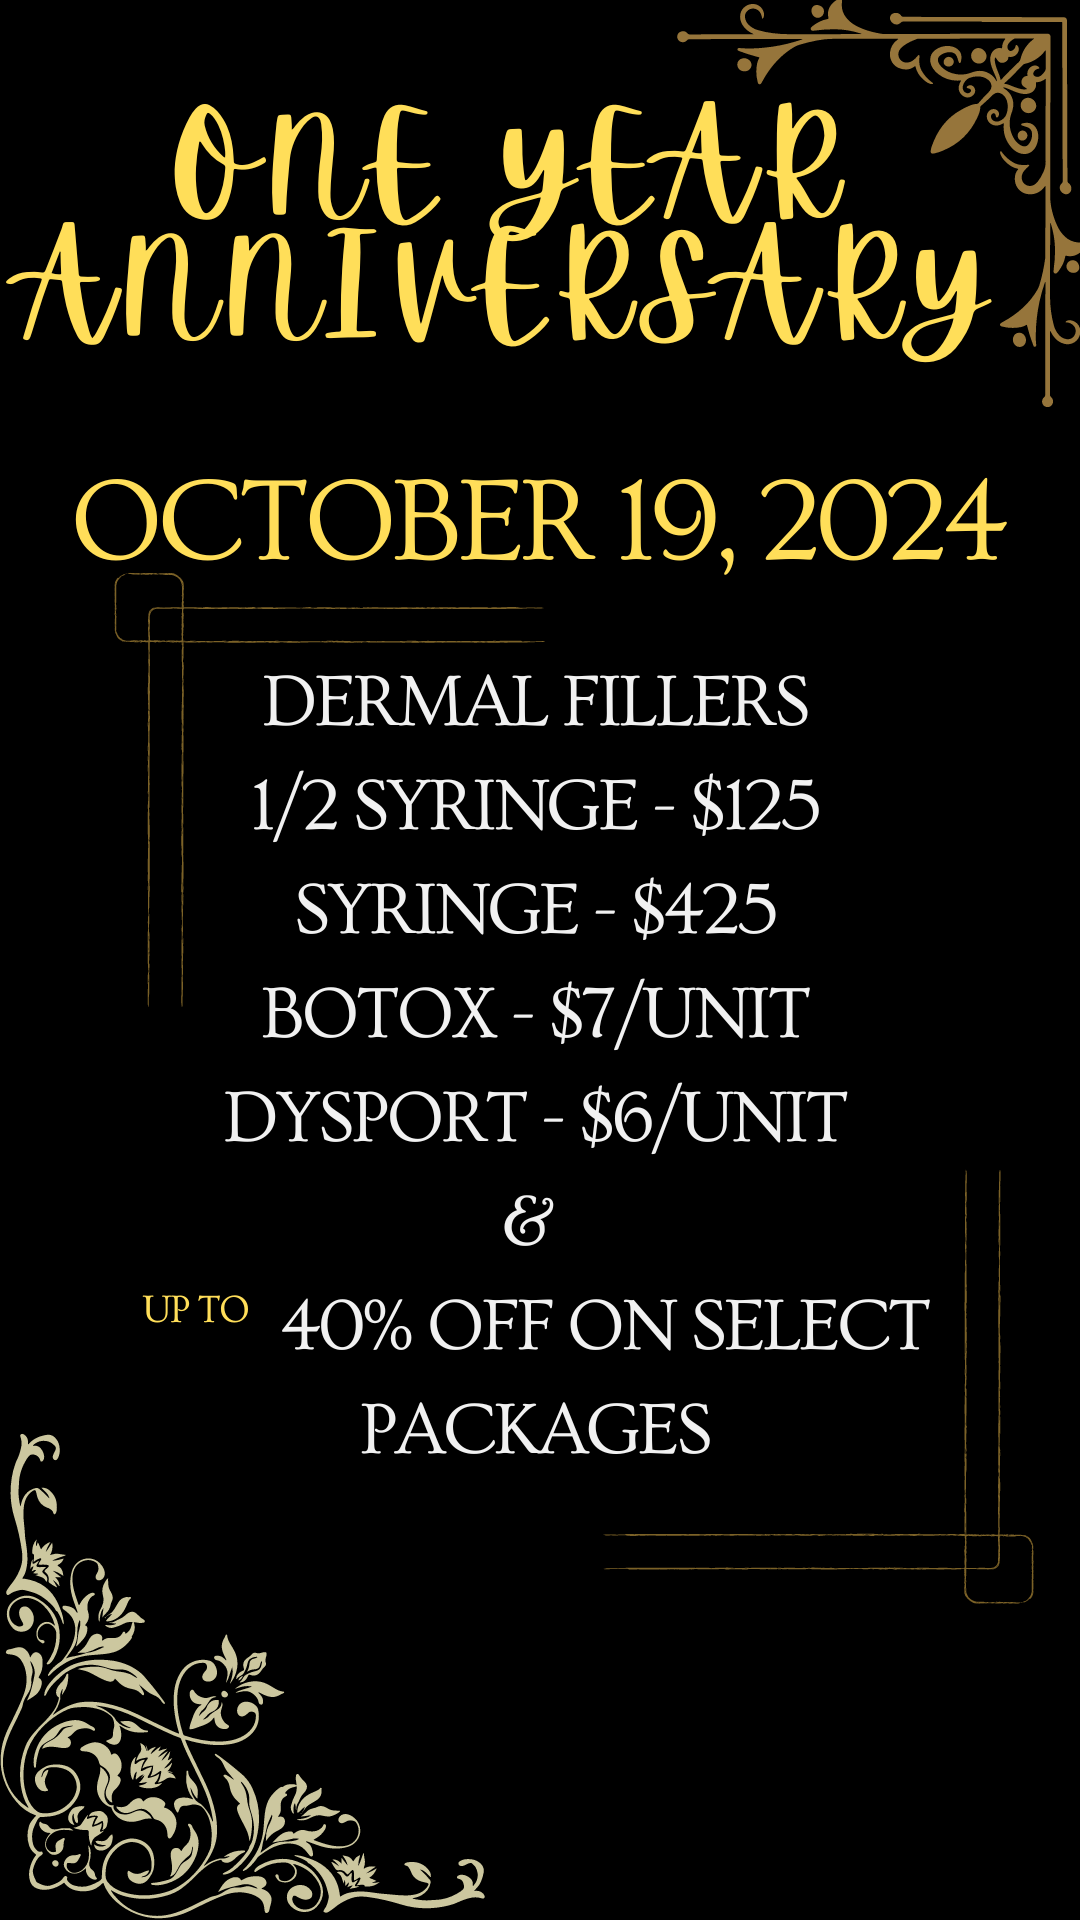 ONE YEAR
ANNIVERSARY
OCTOBER 19, 2024
DERMAL FILLERS
1/2 SYRINGE - $125
SYRINGE - $425
BOTOX - $7/UNIT
DYSPORT - $6/UNIT
&
UP TO 40% OFF ON SELECT
PACKAGES